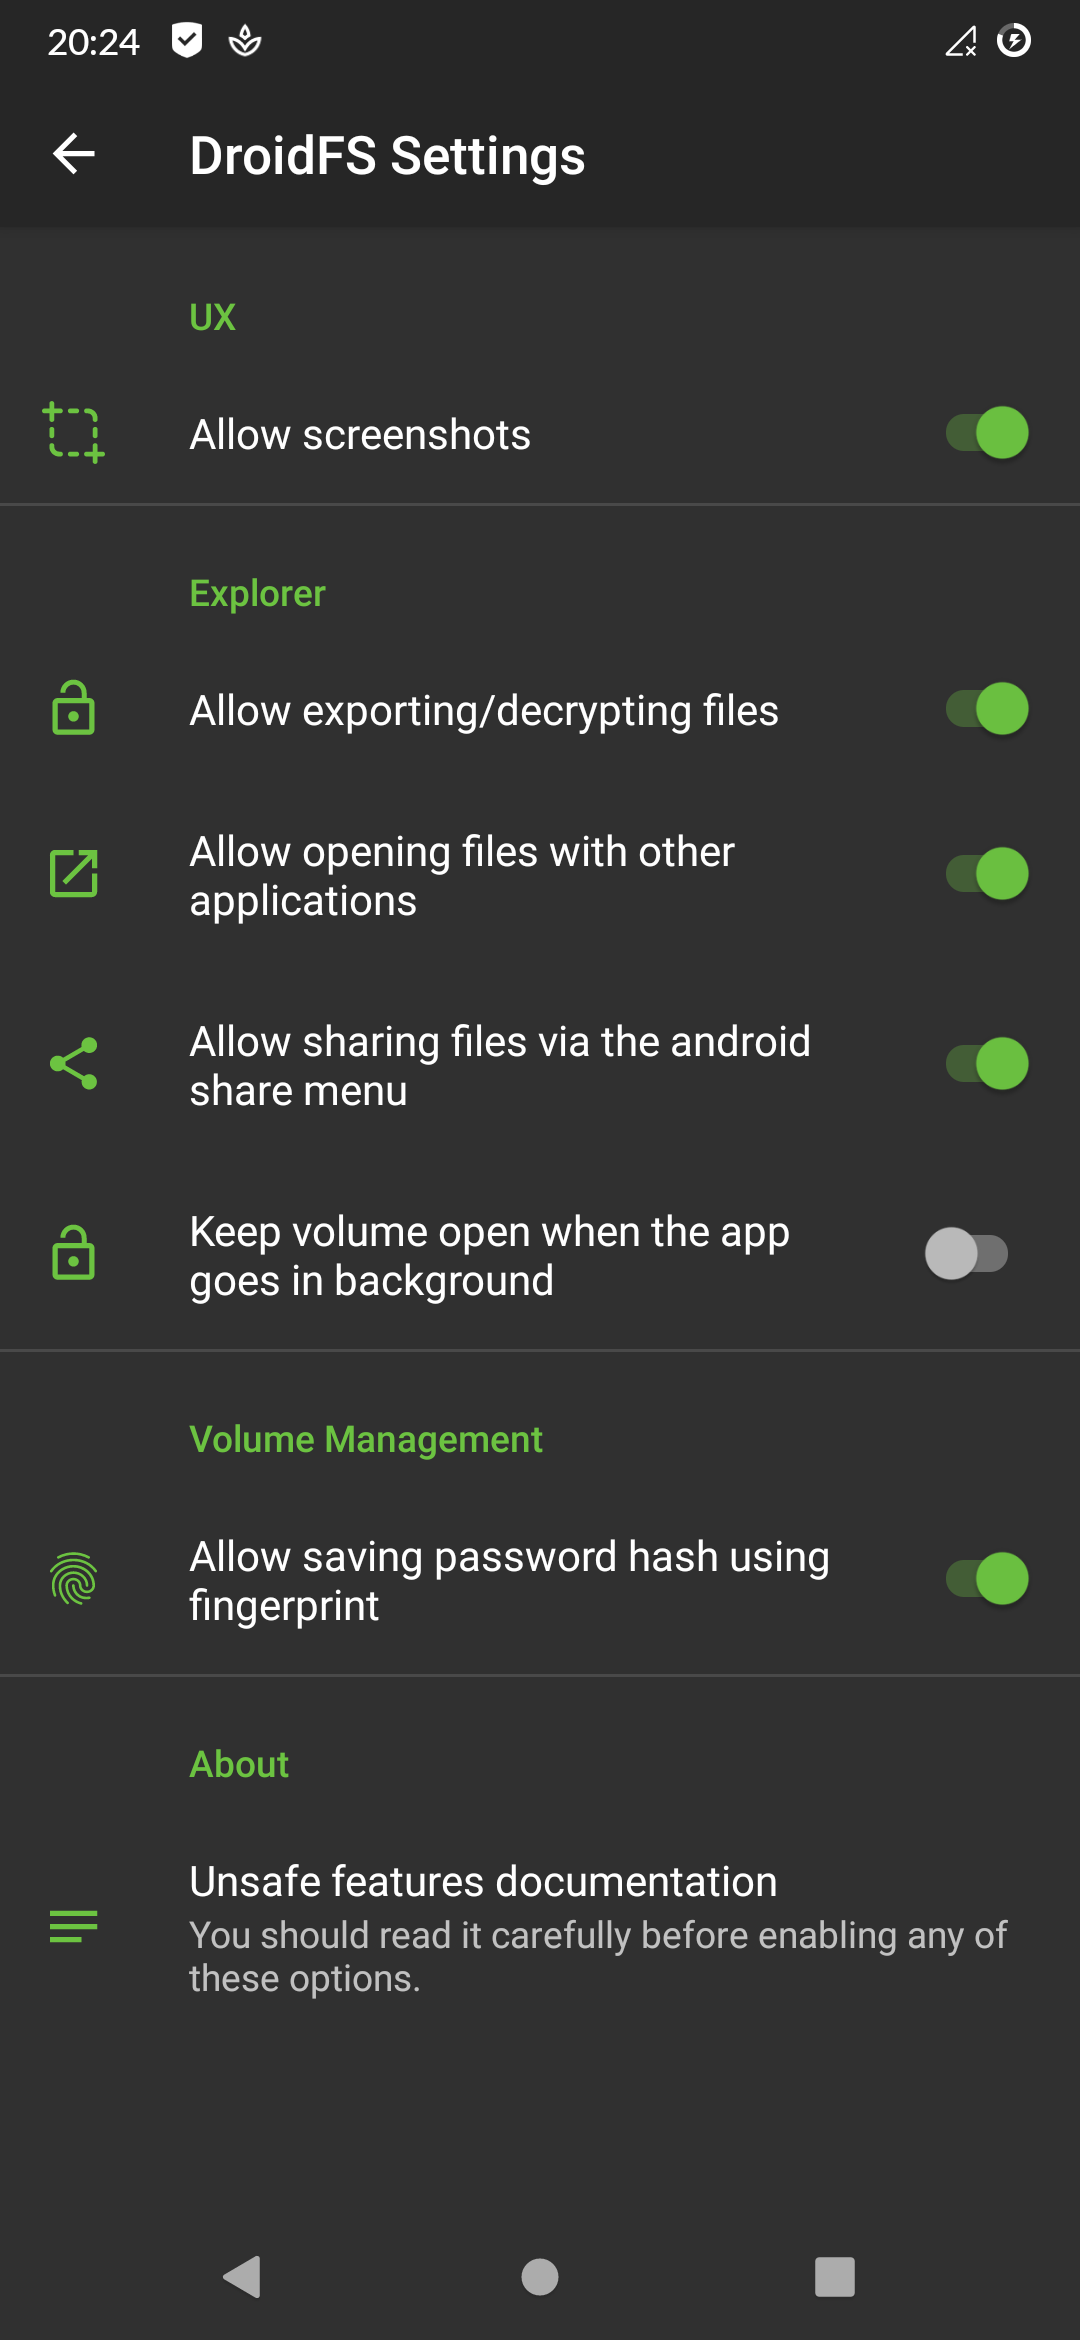 20:24
DroidFS Settings
UX
Allow screenshots
Explorer
Allow exporting/decrypting files
Allow opening files with other
applications
Allow sharing files via the android
share menu
Keep volume open when the app
goes in background
Volume Management
Allow saving password hash using
fingerprint
About
Unsafe features documentation
You should read it carefully before enabling any of
these options.